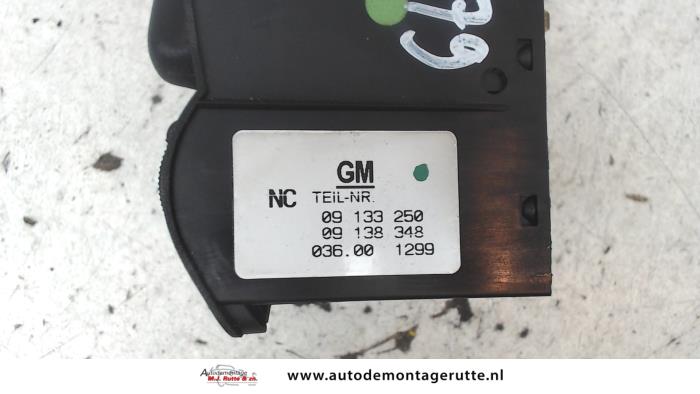 79
GM
NC TEIL-NR.
09 133 250
09 138 348
036.00 1299
Autodemontage
M.J. Rutte & zn.
www.autodemontagerutte.nl